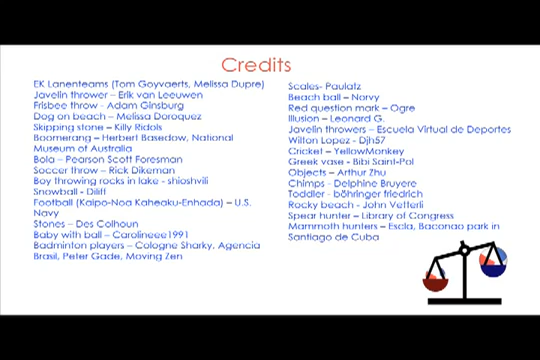 Credits
EK Lanenteams (Tom Goyvaerts, Melissa Dupre)
Javelin thrower – Erik van Leeuwen
Frisbee throw - Adam Ginsburg
Dog on beach – Melissa Doroquez
Skipping stone – Killy Ridols
Boomerang – Herbert Basedow, National
Museum of Australia
Bola – Pearson Scott Foresman
Soccer throw – Rick Dikeman
Boy throwing rocks in lake - shioshvili
Snowball - Diliff
Football (Kaipo-Noa Kaheaku-Enhada) – U.S.
Navy
Stones – Des Colhoun
Baby with ball – Carolineee1991
Badminton players – Cologne Sharky, Agencia
Brasil, Peter Gade, Moving Zen
Scales- Paulatz
Beach ball – Norvy
Red question mark – Ogre
Illusion – Leonard G.
Javelin throwers – Escuela Virtual de Deportes
Wilton Lopez - Djh57
Cricket – YellowMonkey
Greek vase - Bibi Saint-Pol
Objects – Arthur Zhu
Chimps - Delphine Bruyere
Toddler - böhringer friedrich
Rocky beach - John Vetterli
Spear hunter – Library of Congress
Mammoth hunters – Escla, Baconao park in
Santiago de Cuba